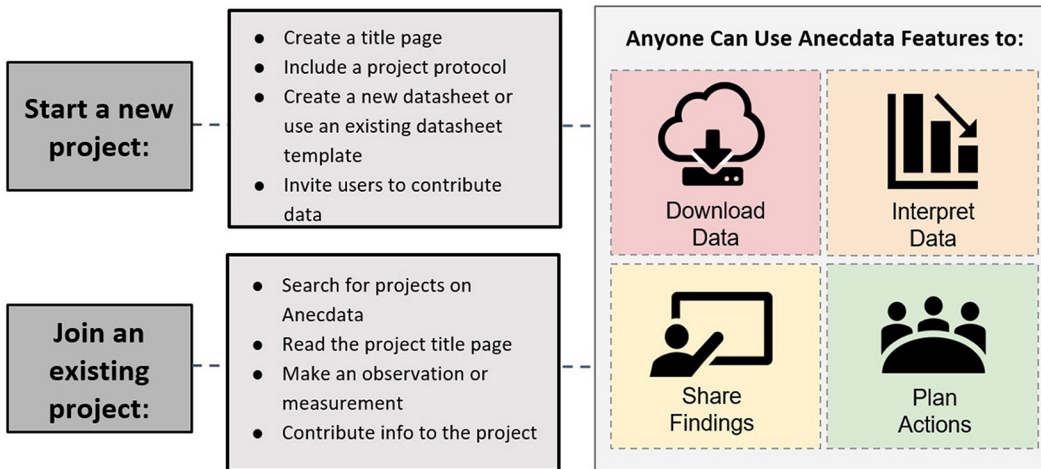 Start a new
project:
● Create a title page
● Include a project protocol
● Create a new datasheet or
use an existing datasheet
template
● Invite users to contribute
data
Join an
existing
project:
● Search for projects on
Anecdata
● Read the project title page
● Make an observation or
measurement
● Contribute info to the project
Anyone Can Use Anecdata Features to:
Download
Data
Interpret
Data
Share
Findings
Plan
Actions